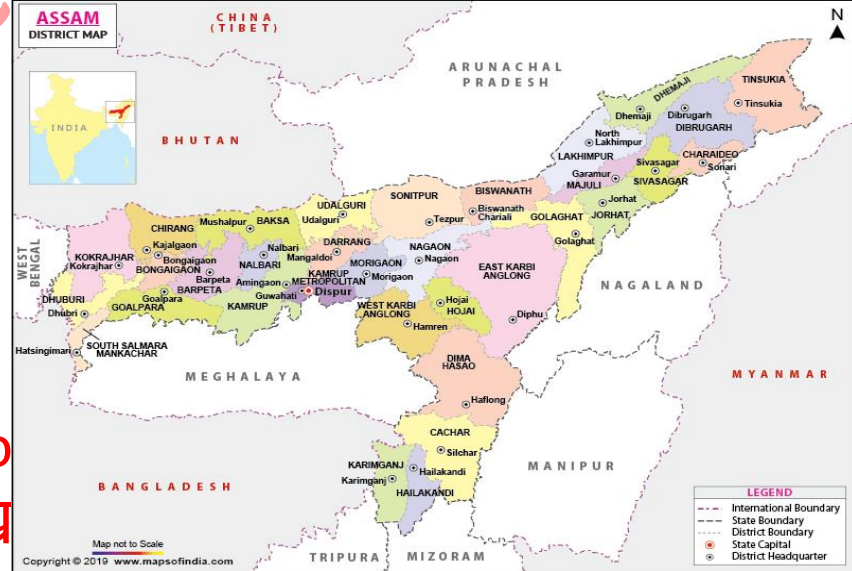 ASSAM
DISTRICT MAP
CHINA
(TIBET)
N
ARUNACHAL
PRADESH
INDIA
BHUTAN
DHEMAJI
Dhemaji
TINSUKIA
Tinsukia
Dibrugarh
DIBRUGARH
North
Lakhimpur
LAKHIMPUR
CHARAIDEO
Sonari
Sivasagar
SIVASAGAR
Garamur
MAJULI
Jorhat
JORHAT
UDALGURI
Udalguri
SONITPUR
Tezpur
BISWANATH
Biswanath
Chariali
GOLAGHAT
Golaghat
WEST
BENGAL
KOKRAJHAR
Kokrajhar
CHIRANG
Kajalgaon
Bongaigaon
BONGAIGAON
Mushalpur
BAKSA
Barpeta
BARPETA
Nalbari
NALBARI
DARRANG
Mangaldoi
KAMRUP
METROPOLITAN
Amingaon
Guwahati
Dispur
KAMRUP
MORIGAON
Morigaon
NAGAON
Nagaon
EAST KARBI
ANGLONG
Diphu
NAGALAND
DHUBURI
Dhubri
Goalpara
GOALPARA
WEST KARBI
ANGLONG
Hamren
Hojai
HOJAI
Hatsingimari
SOUTH SALMARA
MANKACHAR
MEGHALAYA
DIMA
HASAO
Haflong
MYANMAR
CACHAR
Silchar
KARIMGANJ
Karimganj
Hailakandi
HAILAKANDI
MANIPUR
BANGLADESH
TRIPURA
MIZORAM
LEGEND
International Boundary
State Boundary
District Boundary
State Capital
District Headquarter
Map not to Scale
Copyright © 2019 www.mapsofindia.com